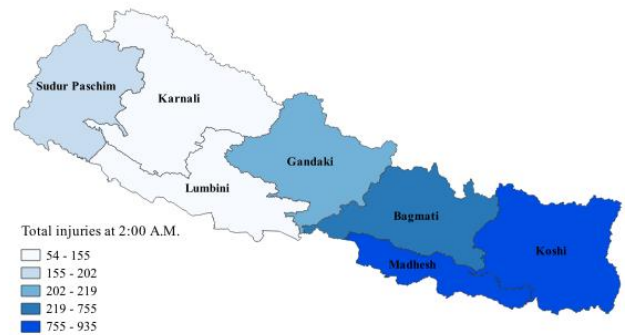 Sudur Paschim
Karnali
Gandaki
Lumbini
Bagmati
Koshi
Madhesh
Total injuries at 2:00 A.M.
54 - 155
155 - 202
202 - 219
219 - 755
755 - 935